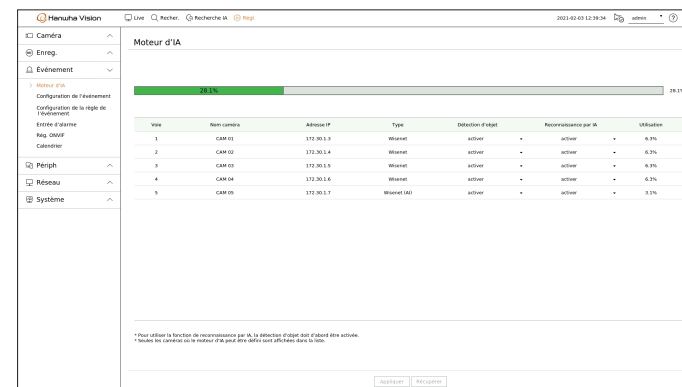 Hanwha Vision
Live Recher. Recherche IA Régl. 2021-02-03 12:39:34 admin
Caméra
Moteur d'IA
Enreg.
Événement
Moteur d'IA
Configuration de l'événement
Configuration de la règle de l'événement
Entrée d'alarme
Rég. ONVIF
Calendrier
Périph
Réseau
Système
28.1% 28.1%
Voie Nom caméra Adresse IP Type Détection d'objet Reconnaissance par IA Utilisation
1 CAM 01 172.30.1.3 Wisenet activer activer 6.3%
2 CAM 02 172.30.1.4 Wisenet activer activer 6.3%
3 CAM 03 172.30.1.5 Wisenet activer activer 6.3%
4 CAM 04 172.30.1.6 Wisenet activer activer 6.3%
5 CAM 05 172.30.1.7 Wisenet (AI) activer activer 3.1%
* Pour utiliser la fonction de reconnaissance par IA, la détection d'objet doit d'abord être activée.
* Seules les caméras où le moteur d'IA peut être défini sont affichées dans la liste.
Appliquer Récupérer